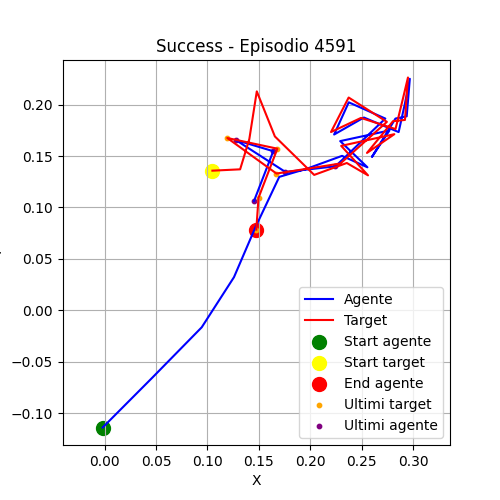 Success - Episodio 4591
0.20
0.15
0.10
0.05
0.00
−0.05
−0.10
Agente
Target
Start agente
Start target
End agente
Ultimi target
Ultimi agente
0.00 0.05 0.10 0.15 0.20 0.25 0.30
X